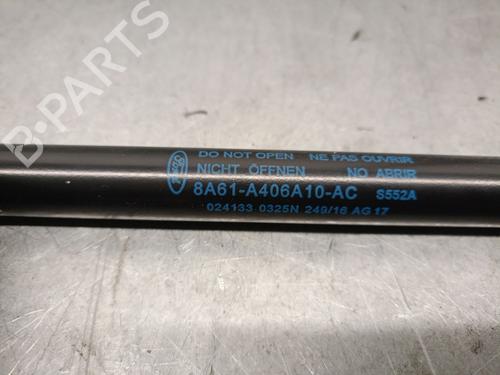 DO NOT OPEN NE PAS OUVRIR
NICHT ÖFFNEN NO ABRIR
Ford 8A61-A406A10-AC S552A
024133 0325N 249/16 AG 17
B-PARTS